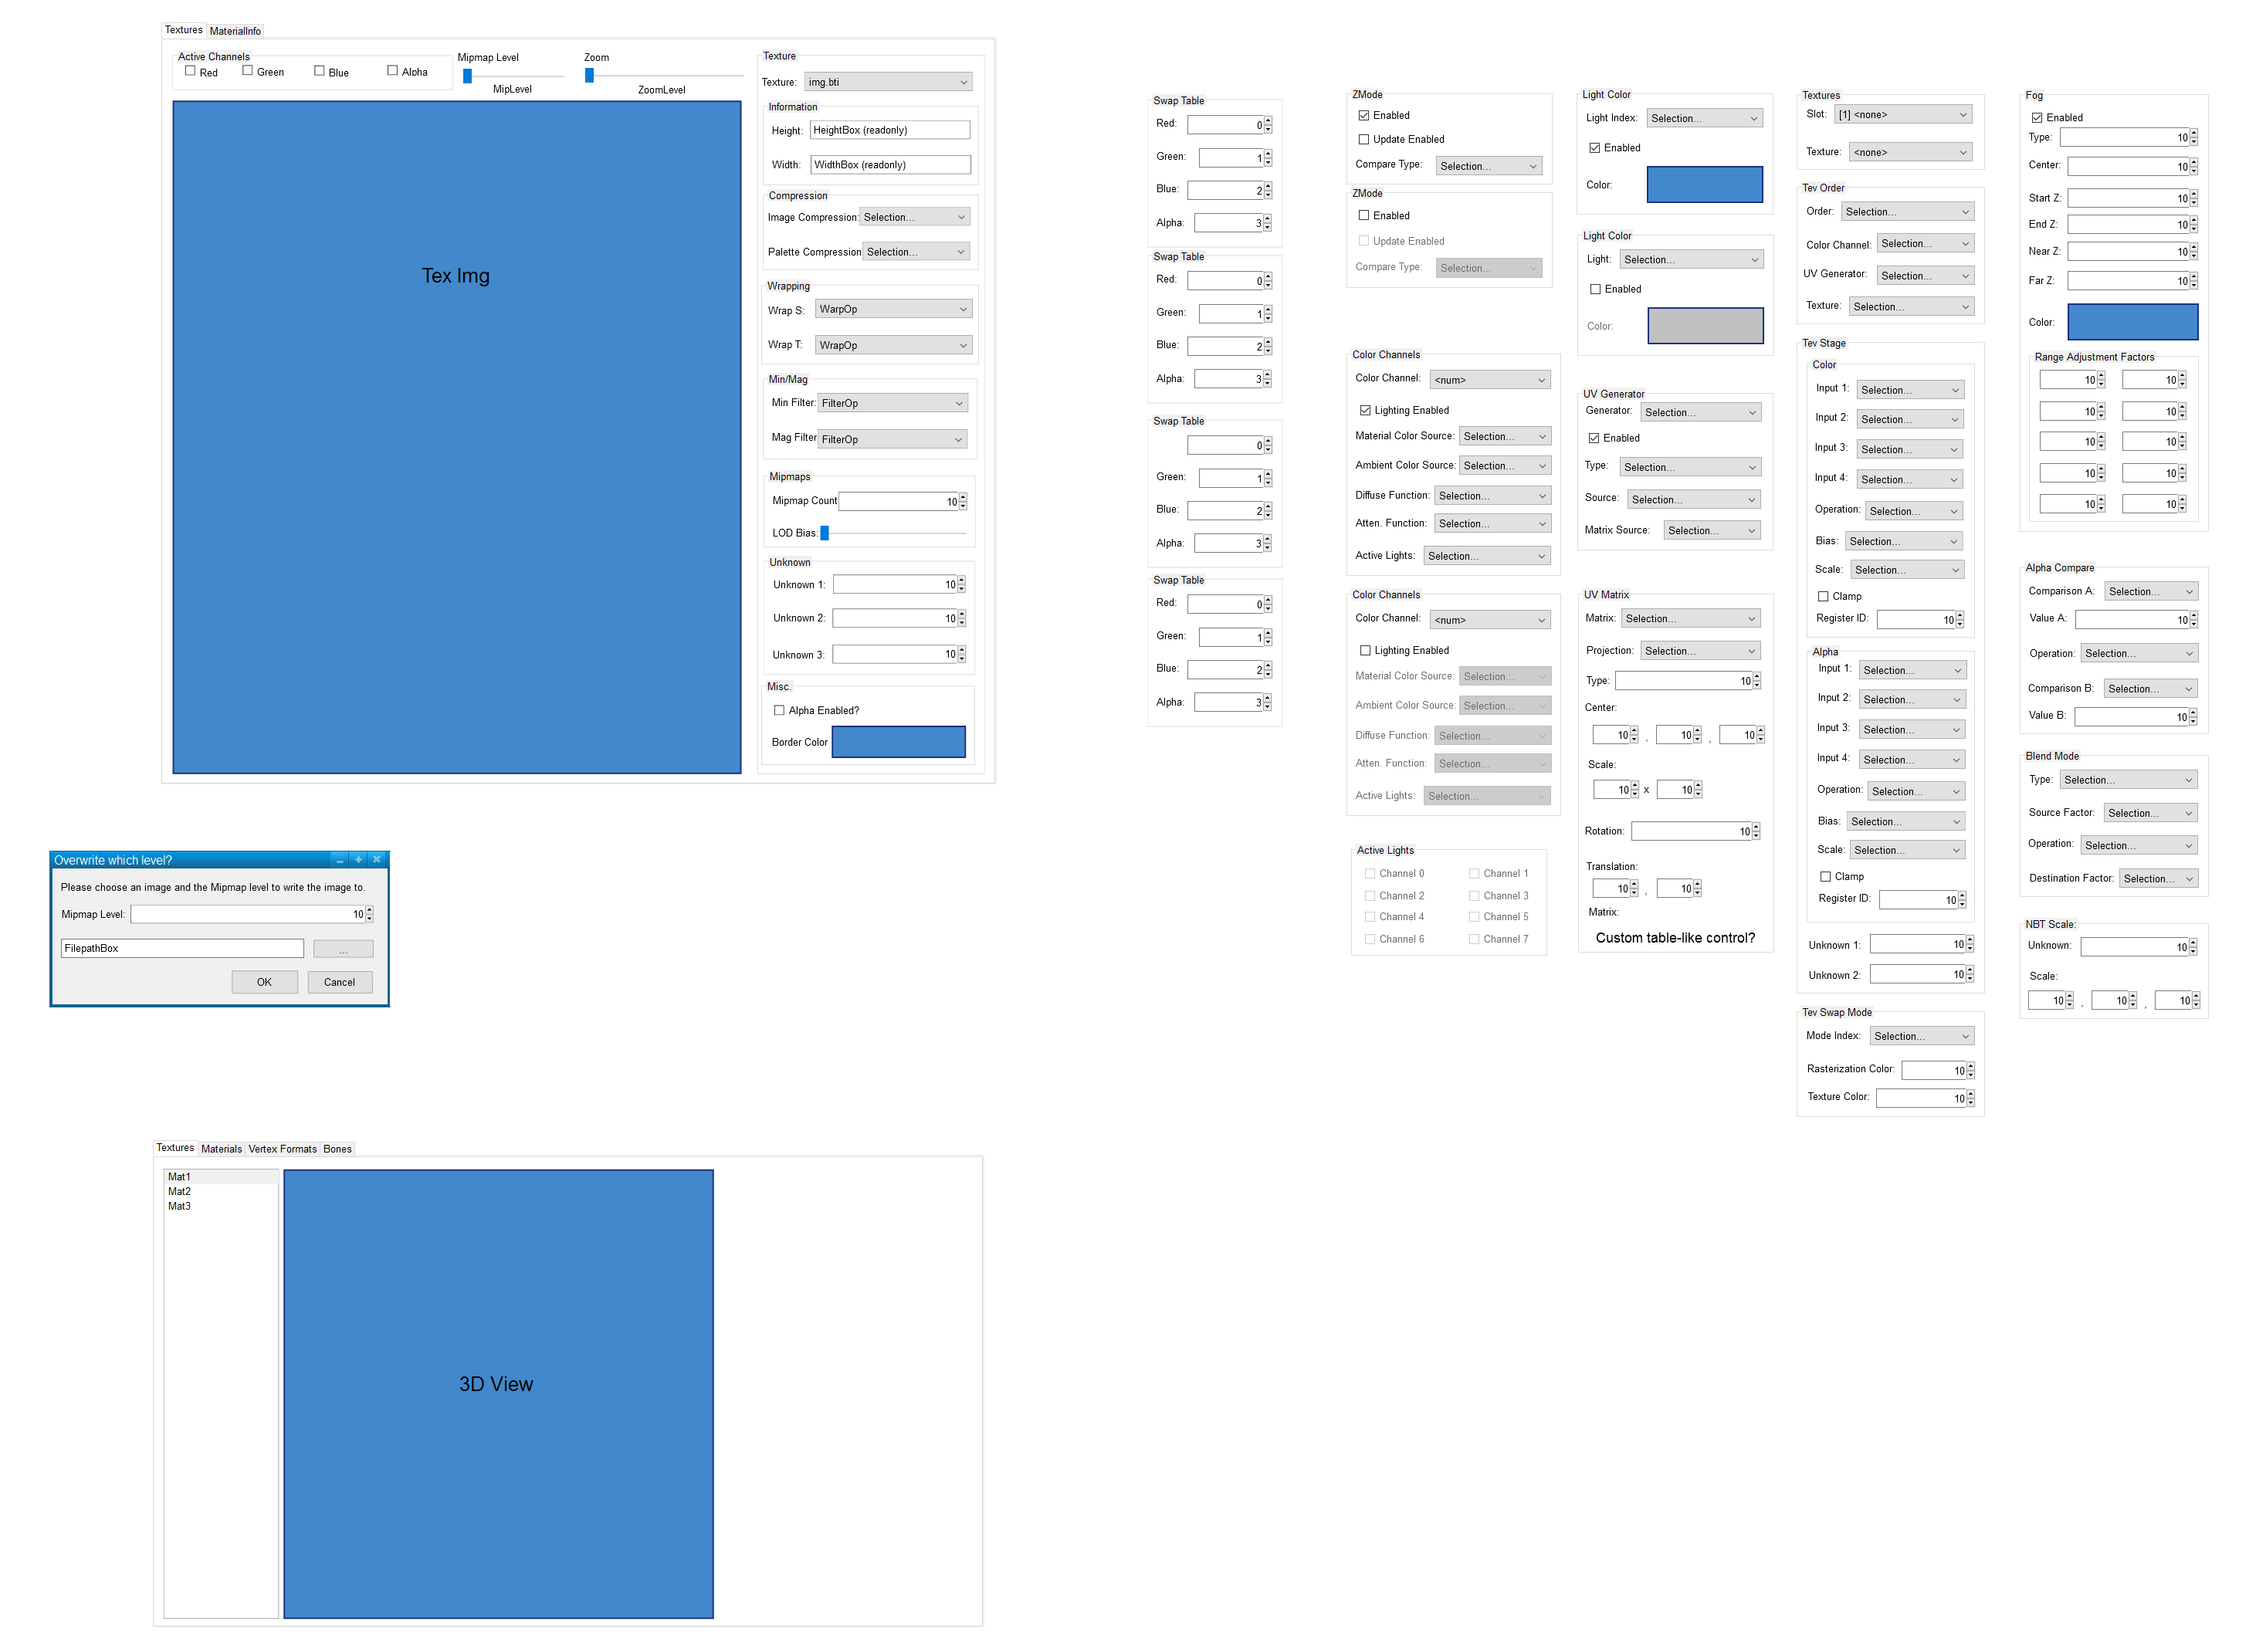 Textures MaterialInfo
Active Channels
Red Green Blue Alpha
Mipmap Level
MipLevel
Zoom
ZoomLevel
Tex Img
Texture
Texture: img.bti
Information
Height: HeightBox (readonly)
Width: WidthBox (readonly)
Compression
Image Compression: Selection...
Palette Compression Selection...
Wrapping
Wrap S: WarpOp
Wrap T: WrapOp
Min/Mag
Min Filter: FilterOp
Mag Filter FilterOp
Mipmaps
Mipmap Count 10
LOD Bias:
Unknown
Unknown 1: 10
Unknown 2: 10
Unknown 3: 10
Misc.
Alpha Enabled?
Border Color
Overwrite which level?
Please choose an image and the Mipmap level to write the image to.
Mipmap Level: 10
FilepathBox ...
OK Cancel
Textures Materials Vertex Formats Bones
Mat1
Mat2
Mat3
3D View
Swap Table
Red: 0
Green: 1
Blue: 2
Alpha: 3
Swap Table
Red: 0
Green: 1
Blue: 2
Alpha: 3
Swap Table
0
Green: 1
Blue: 2
Alpha: 3
Swap Table
Red: 0
Green: 1
Blue: 2
Alpha: 3
ZMode
Enabled
Update Enabled
Compare Type: Selection...
ZMode
Enabled
Update Enabled
Compare Type: Selection...
Color Channels
Color Channel: <num>
Lighting Enabled
Material Color Source: Selection...
Ambient Color Source: Selection...
Diffuse Function: Selection...
Atten. Function: Selection...
Active Lights: Selection...
Color Channels
Color Channel: <num>
Lighting Enabled
Material Color Source: Selection...
Ambient Color Source: Selection...
Diffuse Function: Selection...
Atten. Function: Selection...
Active Lights: Selection...
Active Lights
Channel 0 Channel 1
Channel 2 Channel 3
Channel 4 Channel 5
Channel 6 Channel 7
Light Color
Light Index: Selection...
Enabled
Color:
Light Color
Light: Selection...
Enabled
Color:
UV Generator
Generator: Selection...
Enabled
Type: Selection...
Source: Selection...
Matrix Source: Selection...
UV Matrix
Matrix: Selection...
Projection: Selection...
Type: 10
Center:
10 , 10 , 10
Scale:
10 x 10
Rotation: 10
Translation:
10 , 10
Matrix:
Custom table-like control?
Textures
Slot: [1] <none>
Texture: <none>
Tev Order
Order: Selection...
Color Channel: Selection...
UV Generator: Selection...
Texture: Selection...
Tev Stage
Color
Input 1: Selection...
Input 2: Selection...
Input 3: Selection...
Input 4: Selection...
Operation: Selection...
Bias: Selection...
Scale: Selection...
Clamp
Register ID: 10
Alpha
Input 1: Selection...
Input 2: Selection...
Input 3: Selection...
Input 4: Selection...
Operation: Selection...
Bias: Selection...
Scale: Selection...
Clamp
Register ID: 10
Unknown 1: 10
Unknown 2: 10
Tev Swap Mode
Mode Index: Selection...
Rasterization Color: 10
Texture Color: 10
Fog
Enabled
Type: 10
Center: 10
Start Z: 10
End Z: 10
Near Z: 10
Far Z: 10
Color:
Range Adjustment Factors
10 10
10 10
10 10
10 10
10 10
Alpha Compare
Comparison A: Selection...
Value A: 10
Operation: Selection...
Comparison B: Selection...
Value B: 10
Blend Mode
Type: Selection...
Source Factor: Selection...
Operation: Selection...
Destination Factor: Selection...
NBT Scale:
Unknown: 10
Scale:
10 , 10 , 10